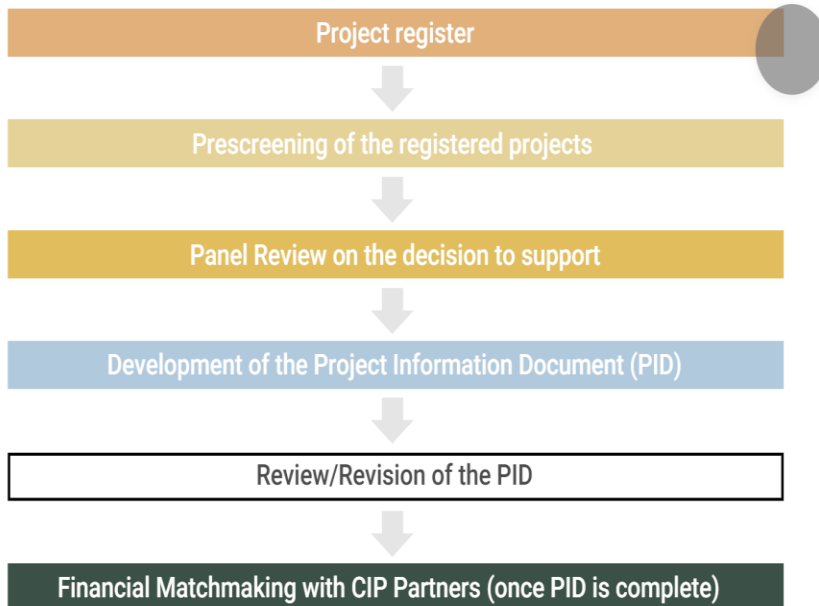 Project register
Prescreening of the registered projects
Panel Review on the decision to support
Development of the Project Information Document (PID)
Review/Revision of the PID
Financial Matchmaking with CIP Partners (once PID is complete)